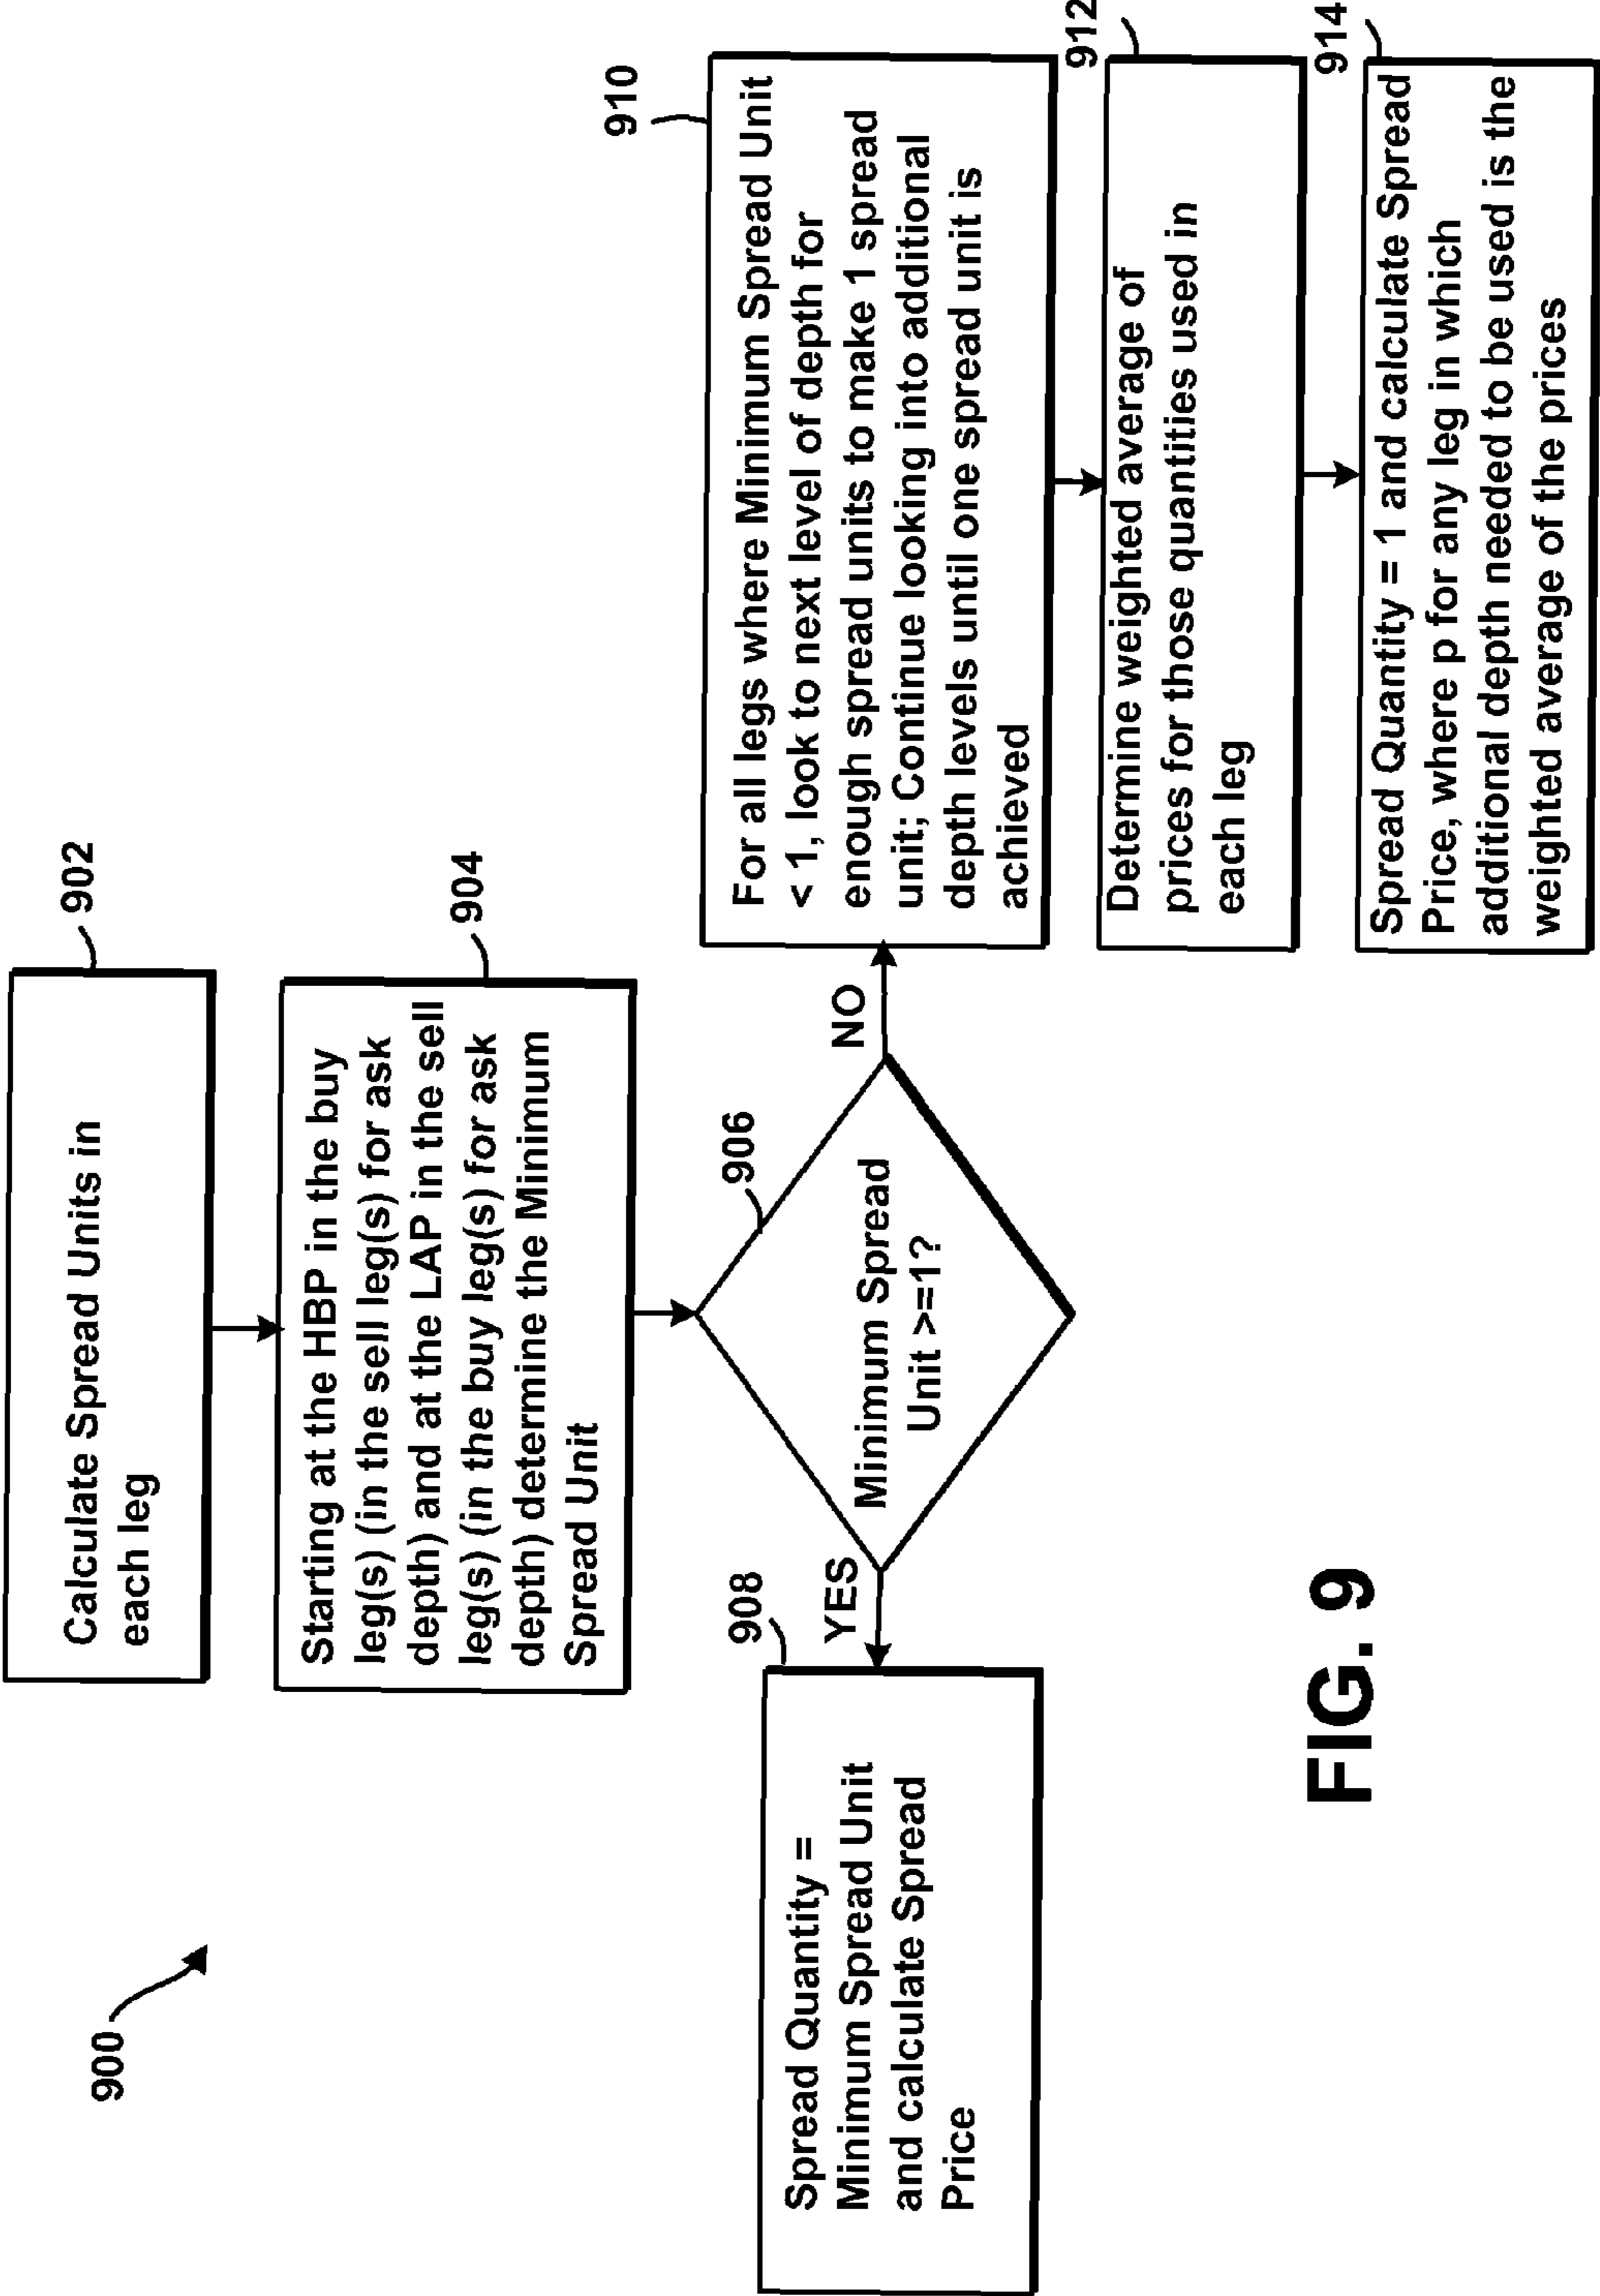 900
902
Calculate Spread Units in
each leg
904
Starting at the HBP in the buy
leg(s) (in the sell leg(s) for ask
depth) and at the LAP in the sell
leg(s) (in the buy leg(s) for ask
depth) determine the Minimum
Spread Unit
906
Minimum Spread
Unit >=1?
YES
NO
908
Spread Quantity =
Minimum Spread Unit
and calculate Spread
Price
910
For all legs where Minimum Spread Unit
< 1, look to next level of depth for
enough spread units to make 1 spread
unit; Continue looking into additional
depth levels until one spread unit is
achieved
912
Determine weighted average of
prices for those quantities used in
each leg
914
Spread Quantity = 1 and calculate Spread
Price, where p for any leg in which
additional depth needed to be used is the
weighted average of the prices
FIG. 9